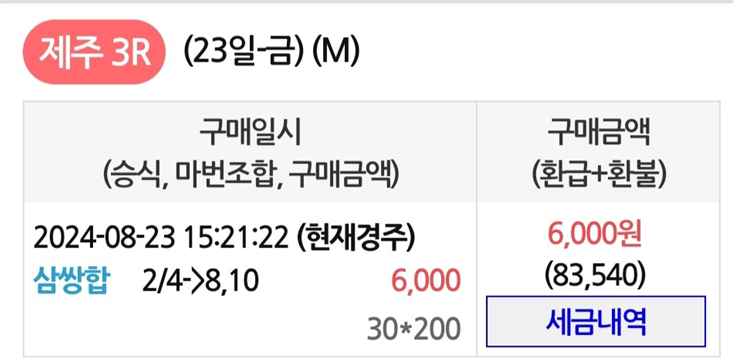 제주 3R (23일-금) (M)
구매일시
(승식, 마번조합, 구매금액)
구매금액
(환급+환불)
2024-08-23 15:21:22 (현재경주)
삼쌍합 2/4->8,10 6,000
30*200
6,000원
(83,540)
세금내역